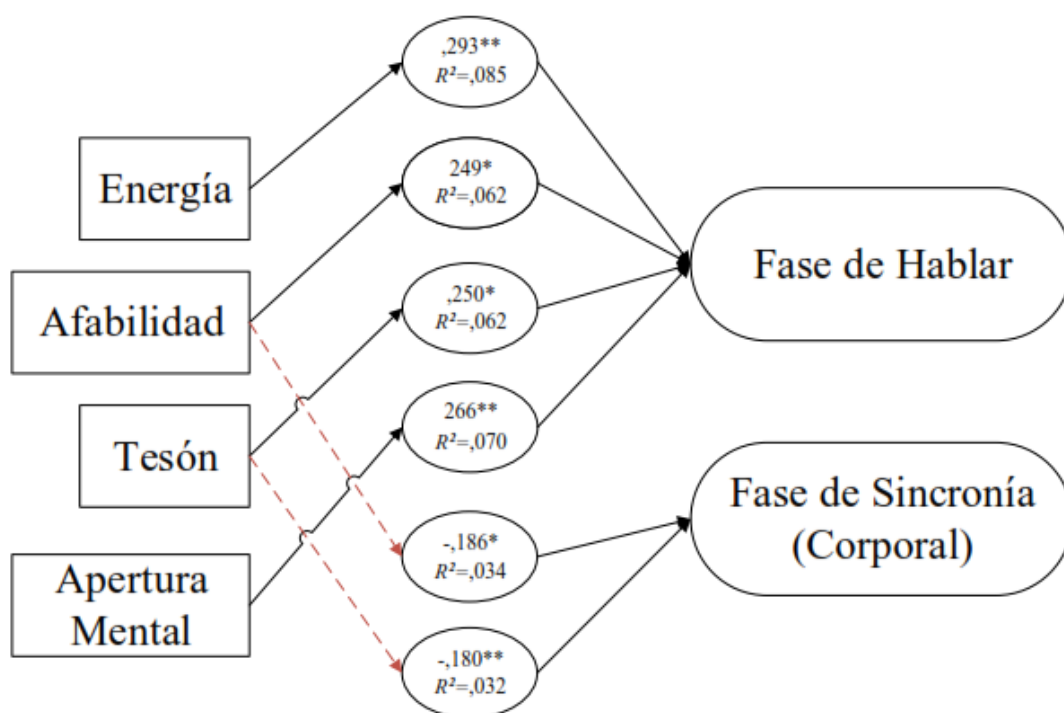 Energía
Afabilidad
Tesón
Apertura
Mental
,293**
R²=,085
249*
R²=,062
,250*
R²=,062
266**
R²=,070
-,186*
R²=,034
-,180**
R²=,032
Fase de Hablar
Fase de Sincronía
(Corporal)